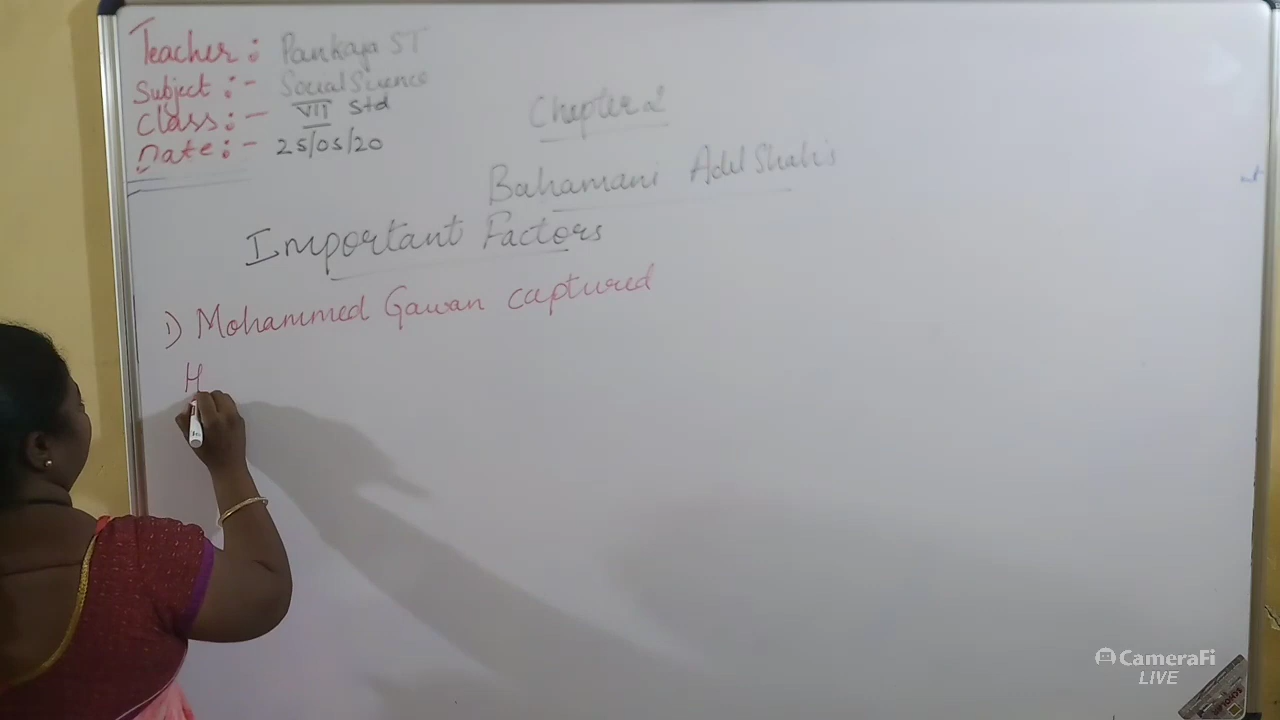 Teacher : Pankaja ST
Subject :- Social Science
Class :- VII Std
Date :- 25/05/20
Chapter 2
Bahamani Adil Shahi's
Important Factors
1) Mohammed Gawan captured
H
CameraFi
LIVE